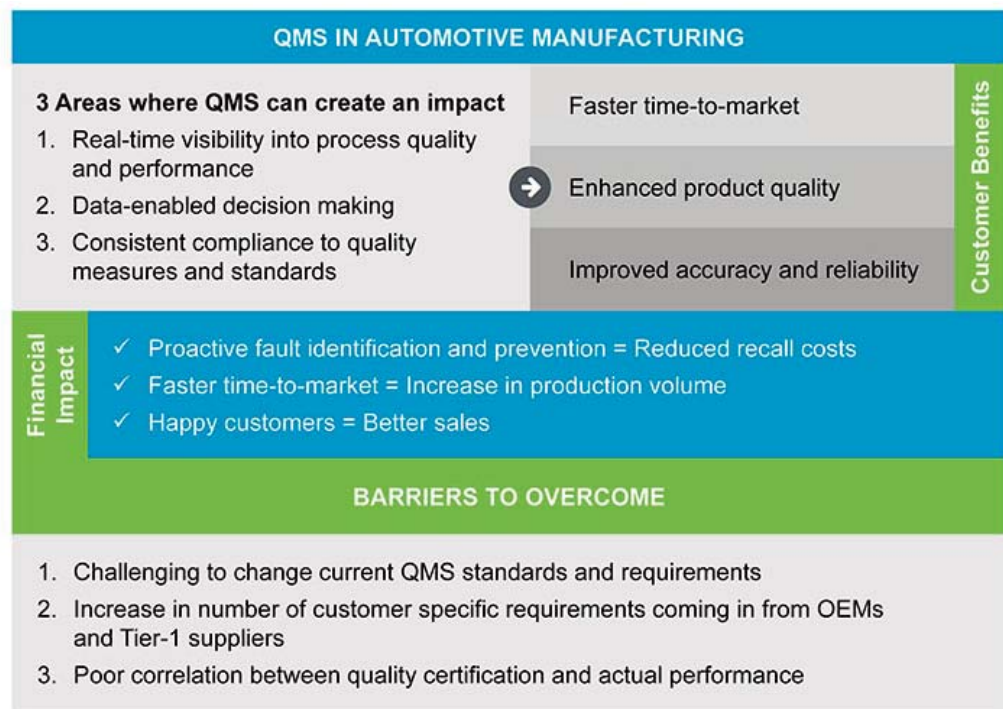 QMS IN AUTOMOTIVE MANUFACTURING
3 Areas where QMS can create an impact
1. Real-time visibility into process quality
and performance
2. Data-enabled decision making
3. Consistent compliance to quality
measures and standards
Faster time-to-market
Enhanced product quality
Improved accuracy and reliability
Customer Benefits
Financial
Impact
✓ Proactive fault identification and prevention = Reduced recall costs
✓ Faster time-to-market = Increase in production volume
✓ Happy customers = Better sales
BARRIERS TO OVERCOME
1. Challenging to change current QMS standards and requirements
2. Increase in number of customer specific requirements coming in from OEMs
and Tier-1 suppliers
3. Poor correlation between quality certification and actual performance